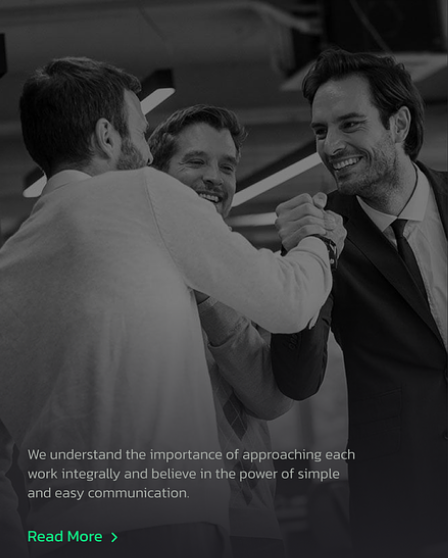 We understand the importance of approaching each
work integrally and believe in the power of simple
and easy communication.
Read More >